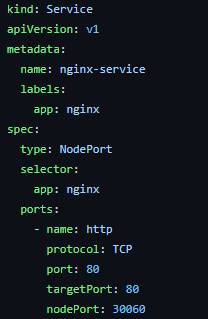 kind: Service
apiVersion: v1
metadata:
  name: nginx-service
  labels:
    app: nginx
spec:
  type: NodePort
  selector:
    app: nginx
  ports:
    - name: http
      protocol: TCP
      port: 80
      targetPort: 80
      nodePort: 30060